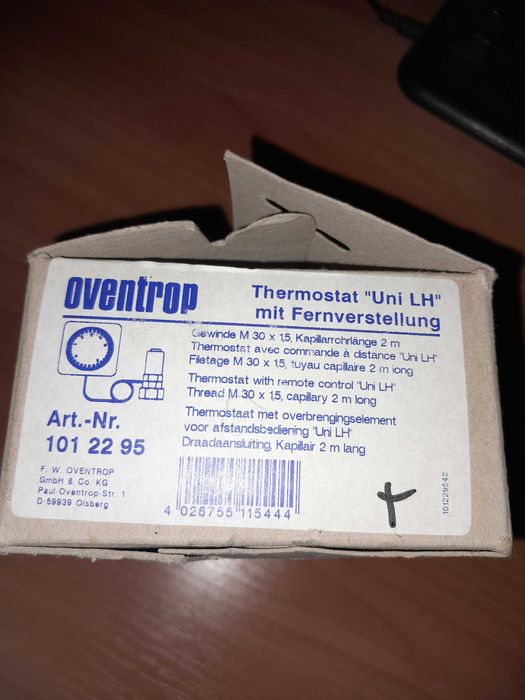 oventrop
Thermostat "Uni LH"
mit Fernverstellung
Gewinde M 30 x 1,5, Kapillarrohrlänge 2 m
Thermostat avec commande à distance "Uni LH"
Filetage M 30 x 1,5, tuyau capillaire 2 m long
Thermostat with remote control "Uni LH"
Thread M 30 x 1,5, capillary 2 m long
Thermostaat met overbrengingselement
voor afstandsbediening "Uni LH"
Draadaansluiting, Kapillair 2 m lang
Art.-Nr.
101 22 95
F. W. OVENTROP
GmbH & Co. KG
Paul-Oventrop Str. 1
D-59939 Olsberg
4 026755 115444
101229542